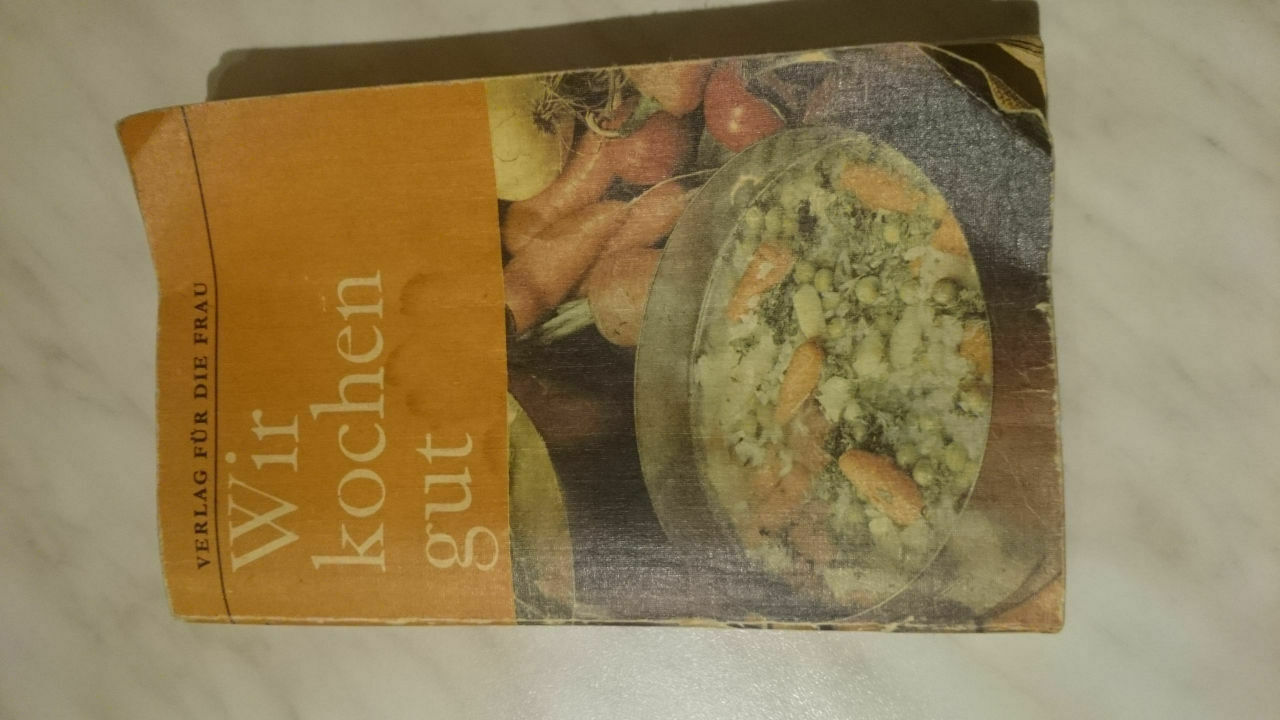 VERLAG FÜR DIE FRAU
Wir
kochen
gut